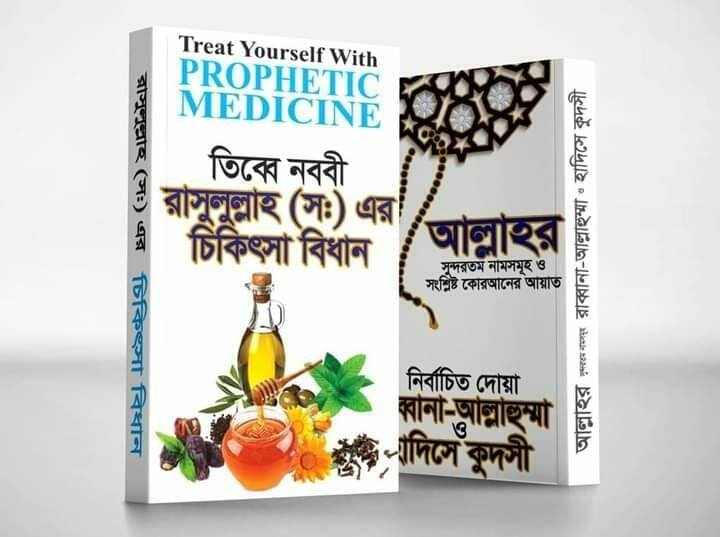 Treat Yourself With
PROPHETIC
MEDICINE
তিব্বে নববী
রাসুলুল্লাহ (স:) এর
চিকিৎসা বিধান
রাসুলুল্লাহ (স:) এর চিকিৎসা বিধান
আল্লাহর
সুন্দরতম নামসমূহ ও
সংশ্লিষ্ট কোরআনের আয়াত
নির্বাচিত দোয়া
ব্বানা-আল্লাহুম্মা
ও
হাদিসে কুদসী
আল্লাহর রাব্বানা-আল্লাহুম্মা ও হাদিসে কুদসী